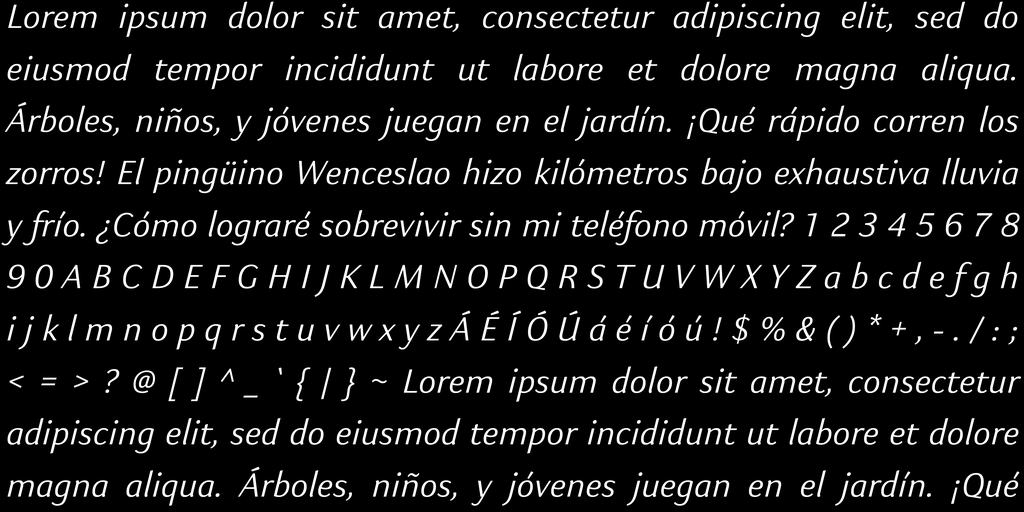 Lorem ipsum dolor sit amet, consectetur adipiscing elit, sed do
eiusmod tempor incididunt ut labore et dolore magna aliqua.
Árboles, niños, y jóvenes juegan en el jardín. ¡Qué rápido corren los
zorros! El pingüino Wenceslao hizo kilómetros bajo exhaustiva lluvia
y frío. ¿Cómo lograré sobrevivir sin mi teléfono móvil? 1 2 3 4 5 6 7 8
9 0 A B C D E F G H I J K L M N O P Q R S T U V W X Y Z a b c d e f g h
i j k l m n o p q r s t u v w x y z Á É Í Ó Ú á é í ó ú ! $ % & ( ) * + , - . / : ;
< = > ? @ [ ] ^ _ ` { | } ~ Lorem ipsum dolor sit amet, consectetur
adipiscing elit, sed do eiusmod tempor incididunt ut labore et dolore
magna aliqua. Árboles, niños, y jóvenes juegan en el jardín. ¡Qué